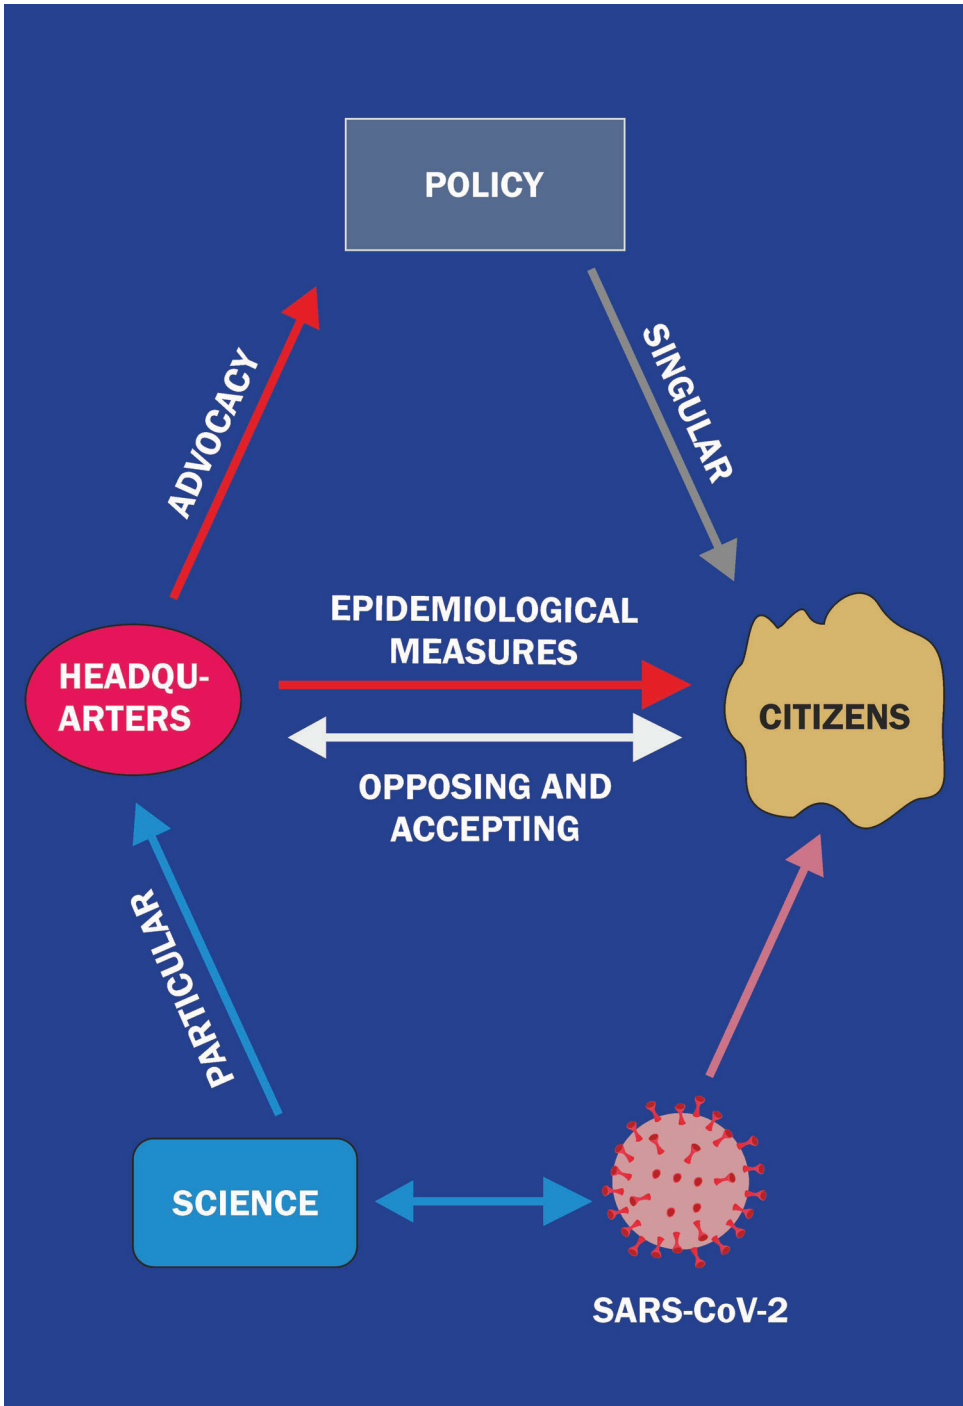 POLICY
ADVOCACY
SINGULAR
EPIDEMIOLOGICAL
MEASURES
HEADQU-
ARTERS
CITIZENS
OPPOSING AND
ACCEPTING
PARTICULAR
SCIENCE
SARS-CoV-2